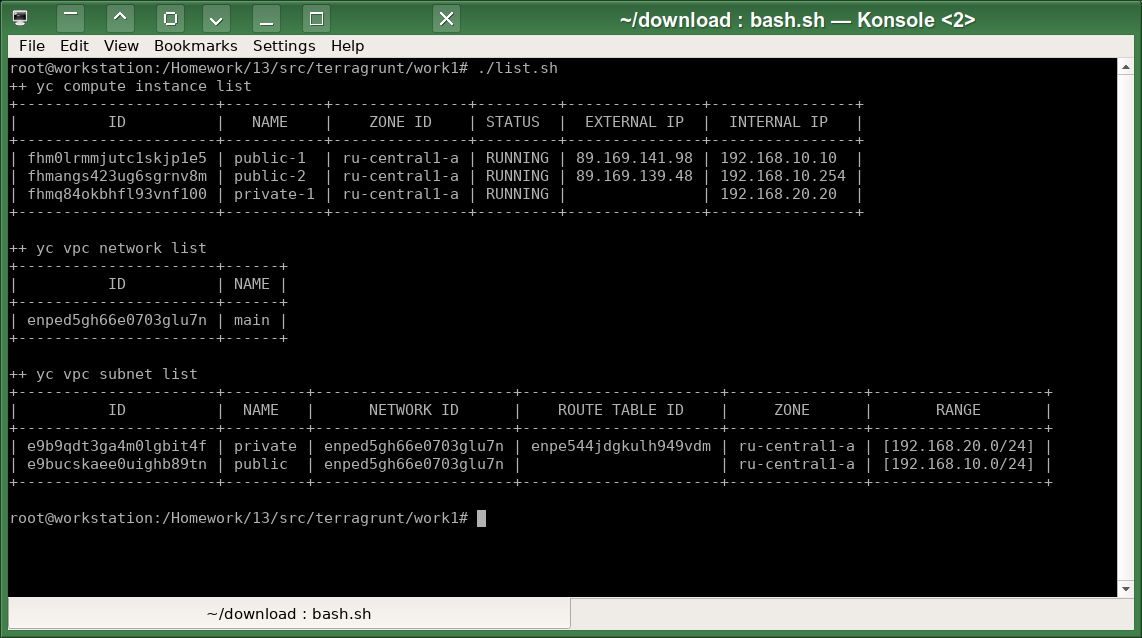 ~/download : bash.sh — Konsole <2>
File Edit View Bookmarks Settings Help
root@workstation:/Homework/13/src/terragrunt/work1# ./list.sh
++ yc compute instance list
+----------------------+-----------+---------------+---------+---------------+----------------+
|          ID          |   NAME    |    ZONE ID    | STATUS  |  EXTERNAL IP  |  INTERNAL IP   |
+----------------------+-----------+---------------+---------+---------------+----------------+
| fhm0lrmmjutc1skjp1e5 | public-1  | ru-central1-a | RUNNING | 89.169.141.98 | 192.168.10.10  |
| fhmangs423ug6sgrnv8m | public-2  | ru-central1-a | RUNNING | 89.169.139.48 | 192.168.10.254 |
| fhmq84okbhfl93vnf100 | private-1 | ru-central1-a | RUNNING |               | 192.168.20.20  |
+----------------------+-----------+---------------+---------+---------------+----------------+
++ yc vpc network list
+----------------------+------+
|          ID          | NAME |
+----------------------+------+
| enped5gh66e0703glu7n | main |
+----------------------+------+
++ yc vpc subnet list
+----------------------+---------+----------------------+----------------------+---------------+-------------------+
|          ID          |  NAME   |      NETWORK ID      |    ROUTE TABLE ID    |     ZONE      |       RANGE       |
+----------------------+---------+----------------------+----------------------+---------------+-------------------+
| e9b9qdt3ga4m0lgbit4f | private | enped5gh66e0703glu7n | enpe544jdgkulh949vdm | ru-central1-a | [192.168.20.0/24] |
| e9bucskaee0uighb89tn | public  | enped5gh66e0703glu7n |                      | ru-central1-a | [192.168.10.0/24] |
+----------------------+---------+----------------------+----------------------+---------------+-------------------+
root@workstation:/Homework/13/src/terragrunt/work1#
~/download : bash.sh